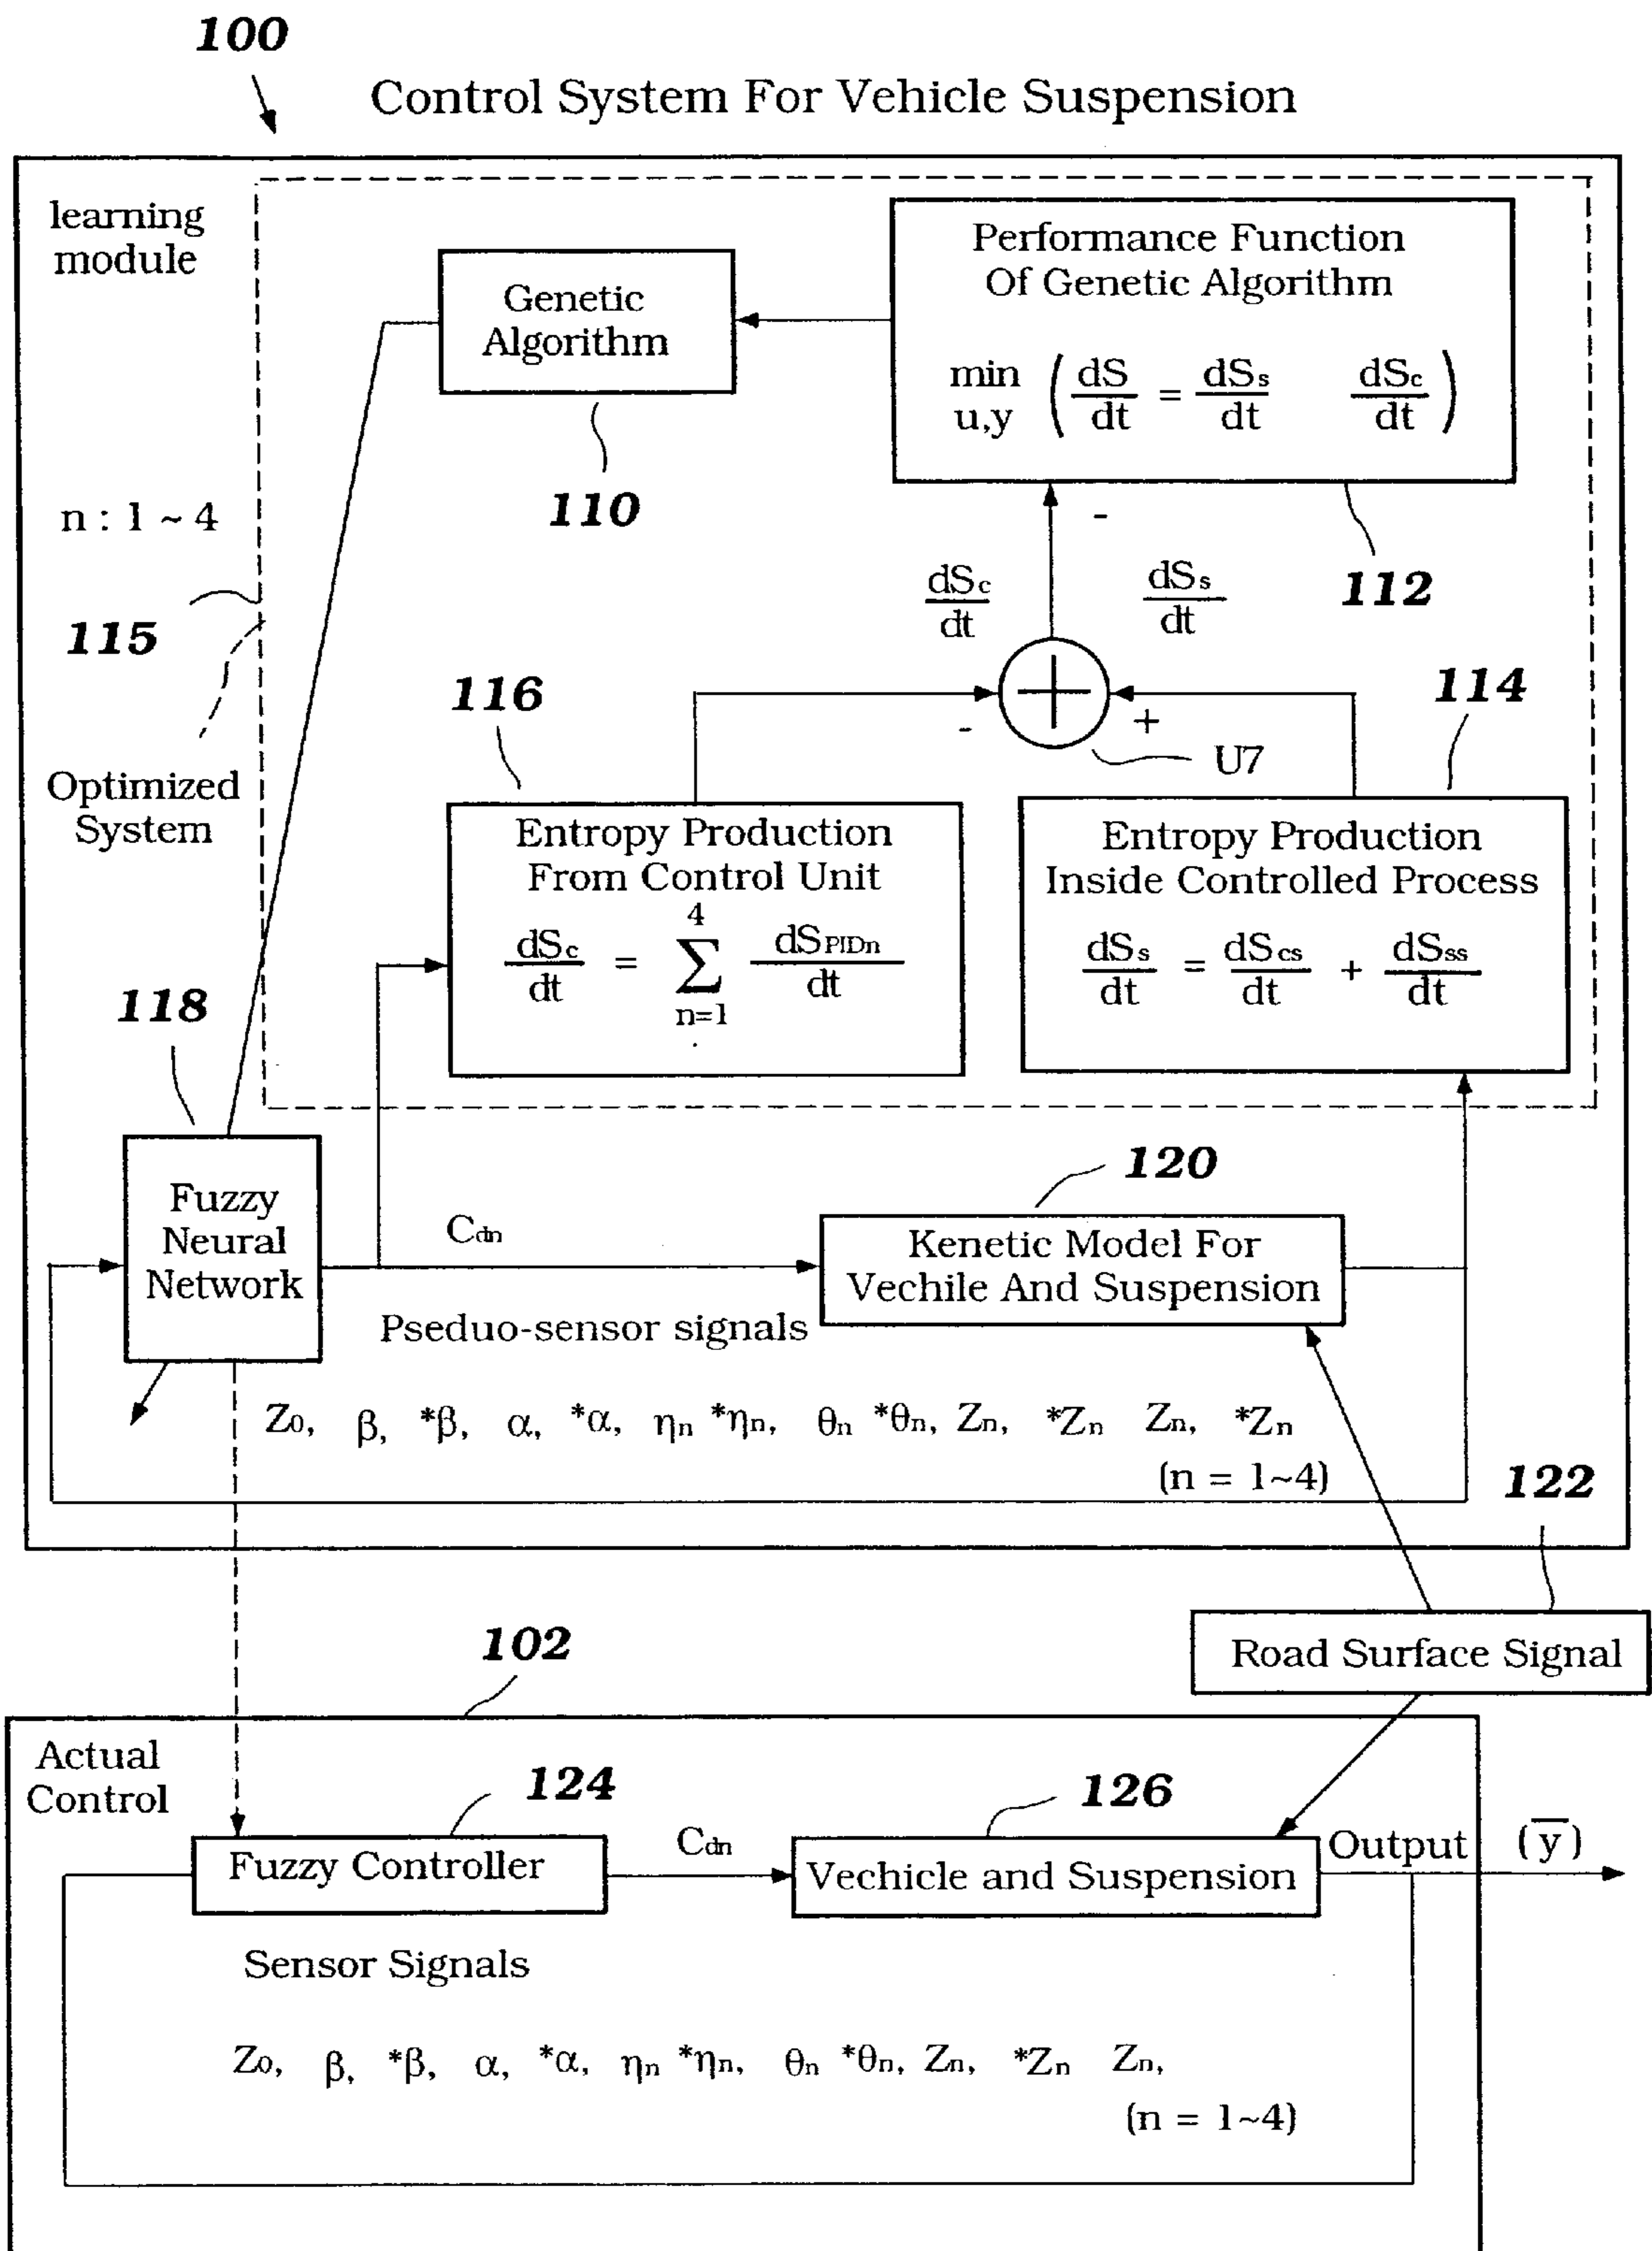 100
Control System For Vehicle Suspension
learning
module
Performance Function
Of Genetic Algorithm
min
u,y
( dS/dt = dSs/dt dSc/dt )
Genetic
Algorithm
110
n : 1 ~ 4
-
112
dSc/dt
dSs/dt
115
116
114
-
+
U7
Optimized
System
Entropy Production
From Control Unit
dSc/dt = 4 ∑ n=1 dSPIDn/dt
Entropy Production
Inside Controlled Process
dSs/dt = dScs/dt + dSss/dt
118
120
Fuzzy
Neural
Network
Cdn
Kenetic Model For
Vechile And Suspension
Pseduo-sensor signals
Z0, β, *β, α, *α, ηn *ηn, θn *θn, Zn, *Zn Zn, *Zn
(n = 1~4)
122
Road Surface Signal
102
Actual
Control
124
126
Fuzzy Controller
Cdn
Vechicle and Suspension
Output (y̅)
Sensor Signals
Z0, β, *β, α, *α, ηn *ηn, θn *θn, Zn, *Zn Zn,
(n = 1~4)